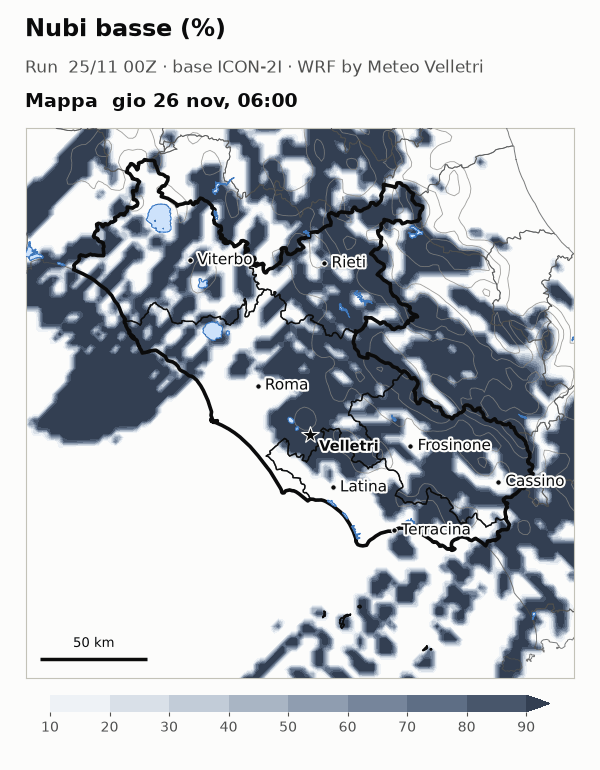 Nubi basse (%)
Run  25/11 00Z · base ICON-2I · WRF by Meteo Velletri
Mappa  gio 26 nov, 06:00
Viterbo
Rieti
Roma
Velletri
Frosinone
Latina
Cassino
Terracina
50 km
10 20 30 40 50 60 70 80 90